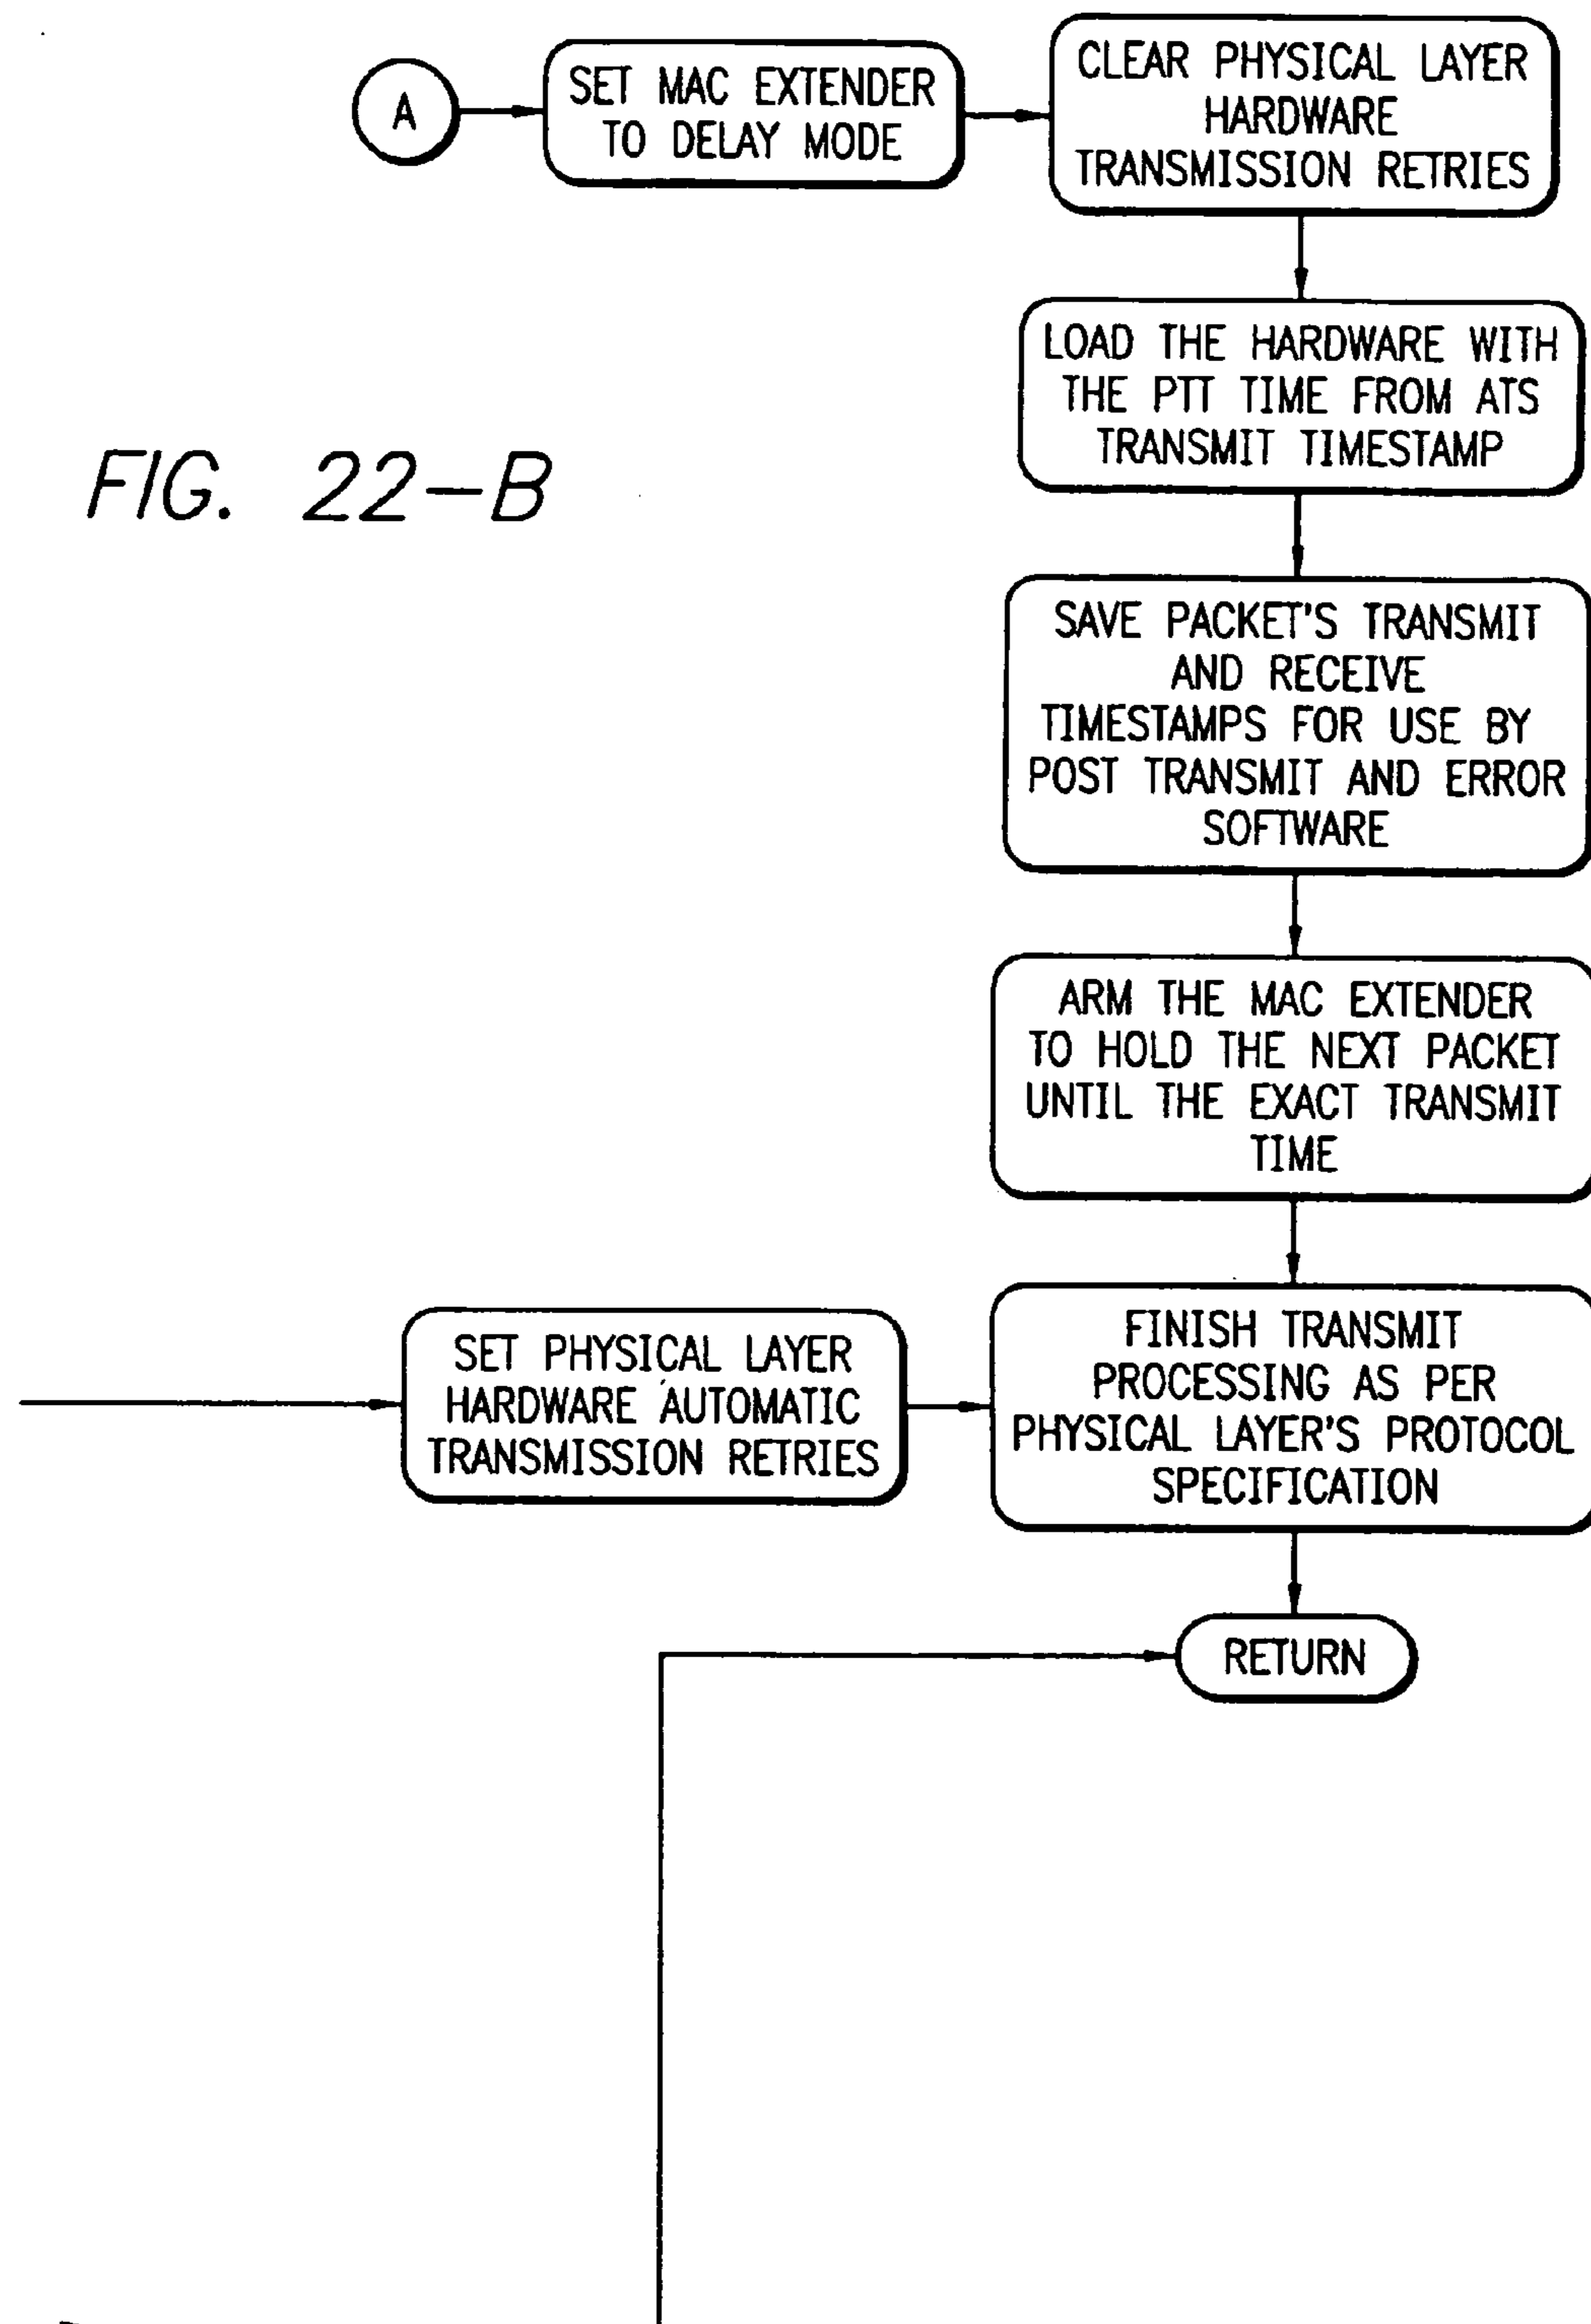 A
SET MAC EXTENDER
TO DELAY MODE
CLEAR PHYSICAL LAYER
HARDWARE
TRANSMISSION RETRIES
LOAD THE HARDWARE WITH
THE PTT TIME FROM ATS
TRANSMIT TIMESTAMP
FIG. 22-B
SAVE PACKET'S TRANSMIT
AND RECEIVE
TIMESTAMPS FOR USE BY
POST TRANSMIT AND ERROR
SOFTWARE
ARM THE MAC EXTENDER
TO HOLD THE NEXT PACKET
UNTIL THE EXACT TRANSMIT
TIME
SET PHYSICAL LAYER
HARDWARE AUTOMATIC
TRANSMISSION RETRIES
FINISH TRANSMIT
PROCESSING AS PER
PHYSICAL LAYER'S PROTOCOL
SPECIFICATION
RETURN